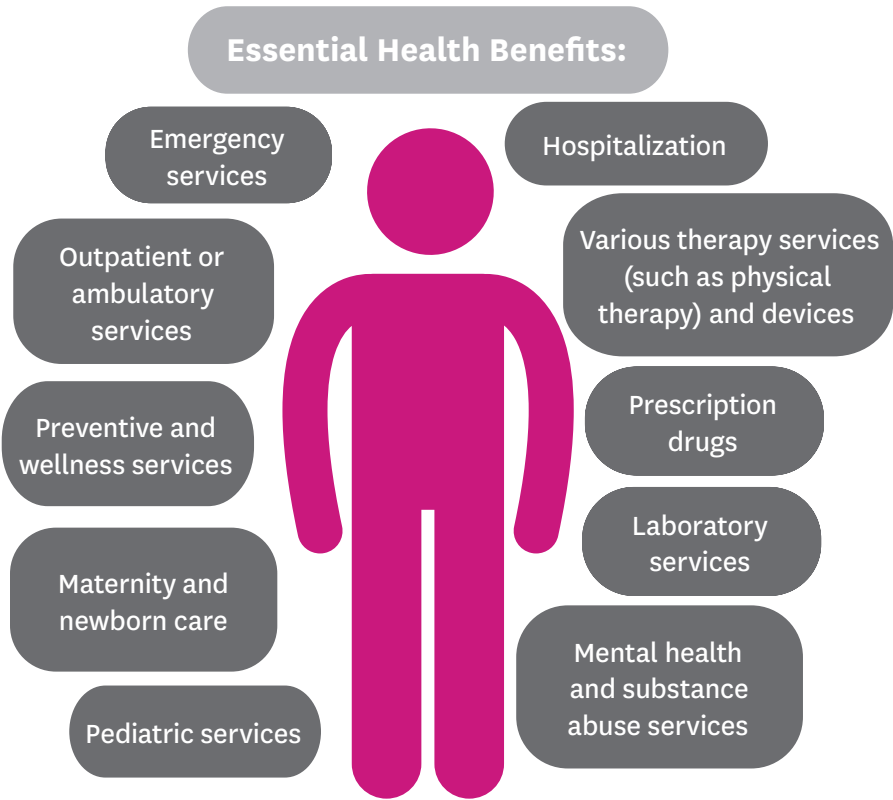 Essential Health Benefits:
Emergency
services
Outpatient or
ambulatory
services
Preventive and
wellness services
Maternity and
newborn care
Pediatric services
Hospitalization
Various therapy services
(such as physical
therapy) and devices
Prescription
drugs
Laboratory
services
Mental health
and substance
abuse services